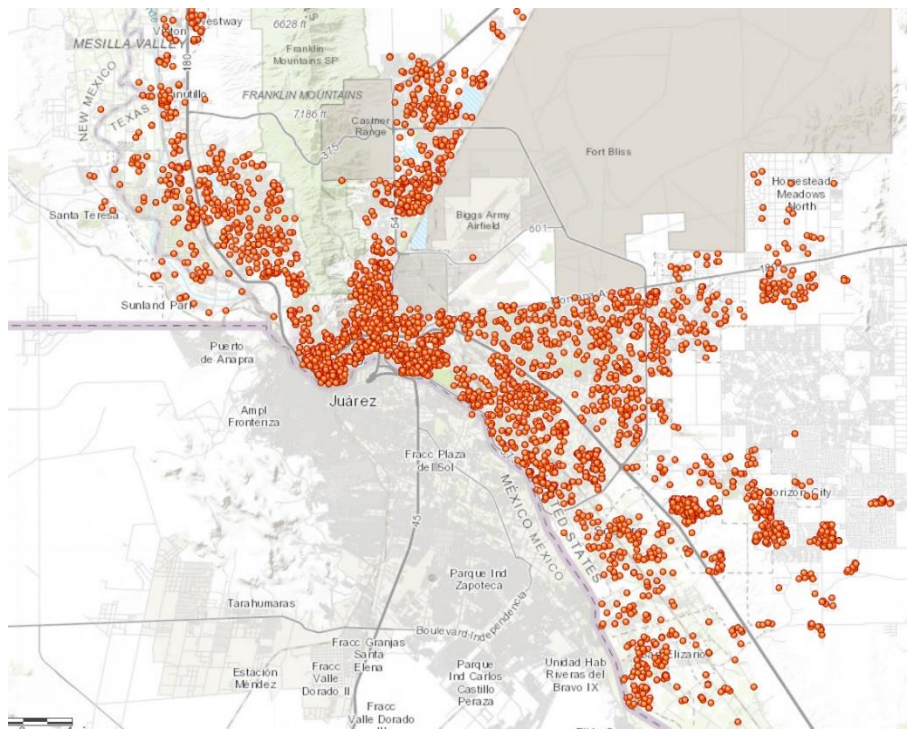 estway
6628 ft
MESILLA VALLEY
180
Franklin
Mountains SP
NEW MEXICO
TEXAS
FRANKLIN MOUNTAINS
7186 ft
Castner
Range
375
Fort Bliss
Homestead
Meadows
North
Santa Teresa
54
Biggs Army
Airfield
601
Sunland Park
Puerto
de Anapra
Juárez
Ampl
Fronteriza
Fracc Plaza
del Sol
45
MÉXICO MEXICO
UNITED STATES
Horizon City
Parque Ind
Zapoteca
Tarahumaras
Boulevard Independencia
Fracc Granjas
Santa
Elena
Estación
Méndez
Fracc
Valle
Dorado II
Parque
Ind Carlos
Castillo
Peraza
Unidad Hab
Riveras del
Bravo IX
Elizario
Fracc
Valle Dorado